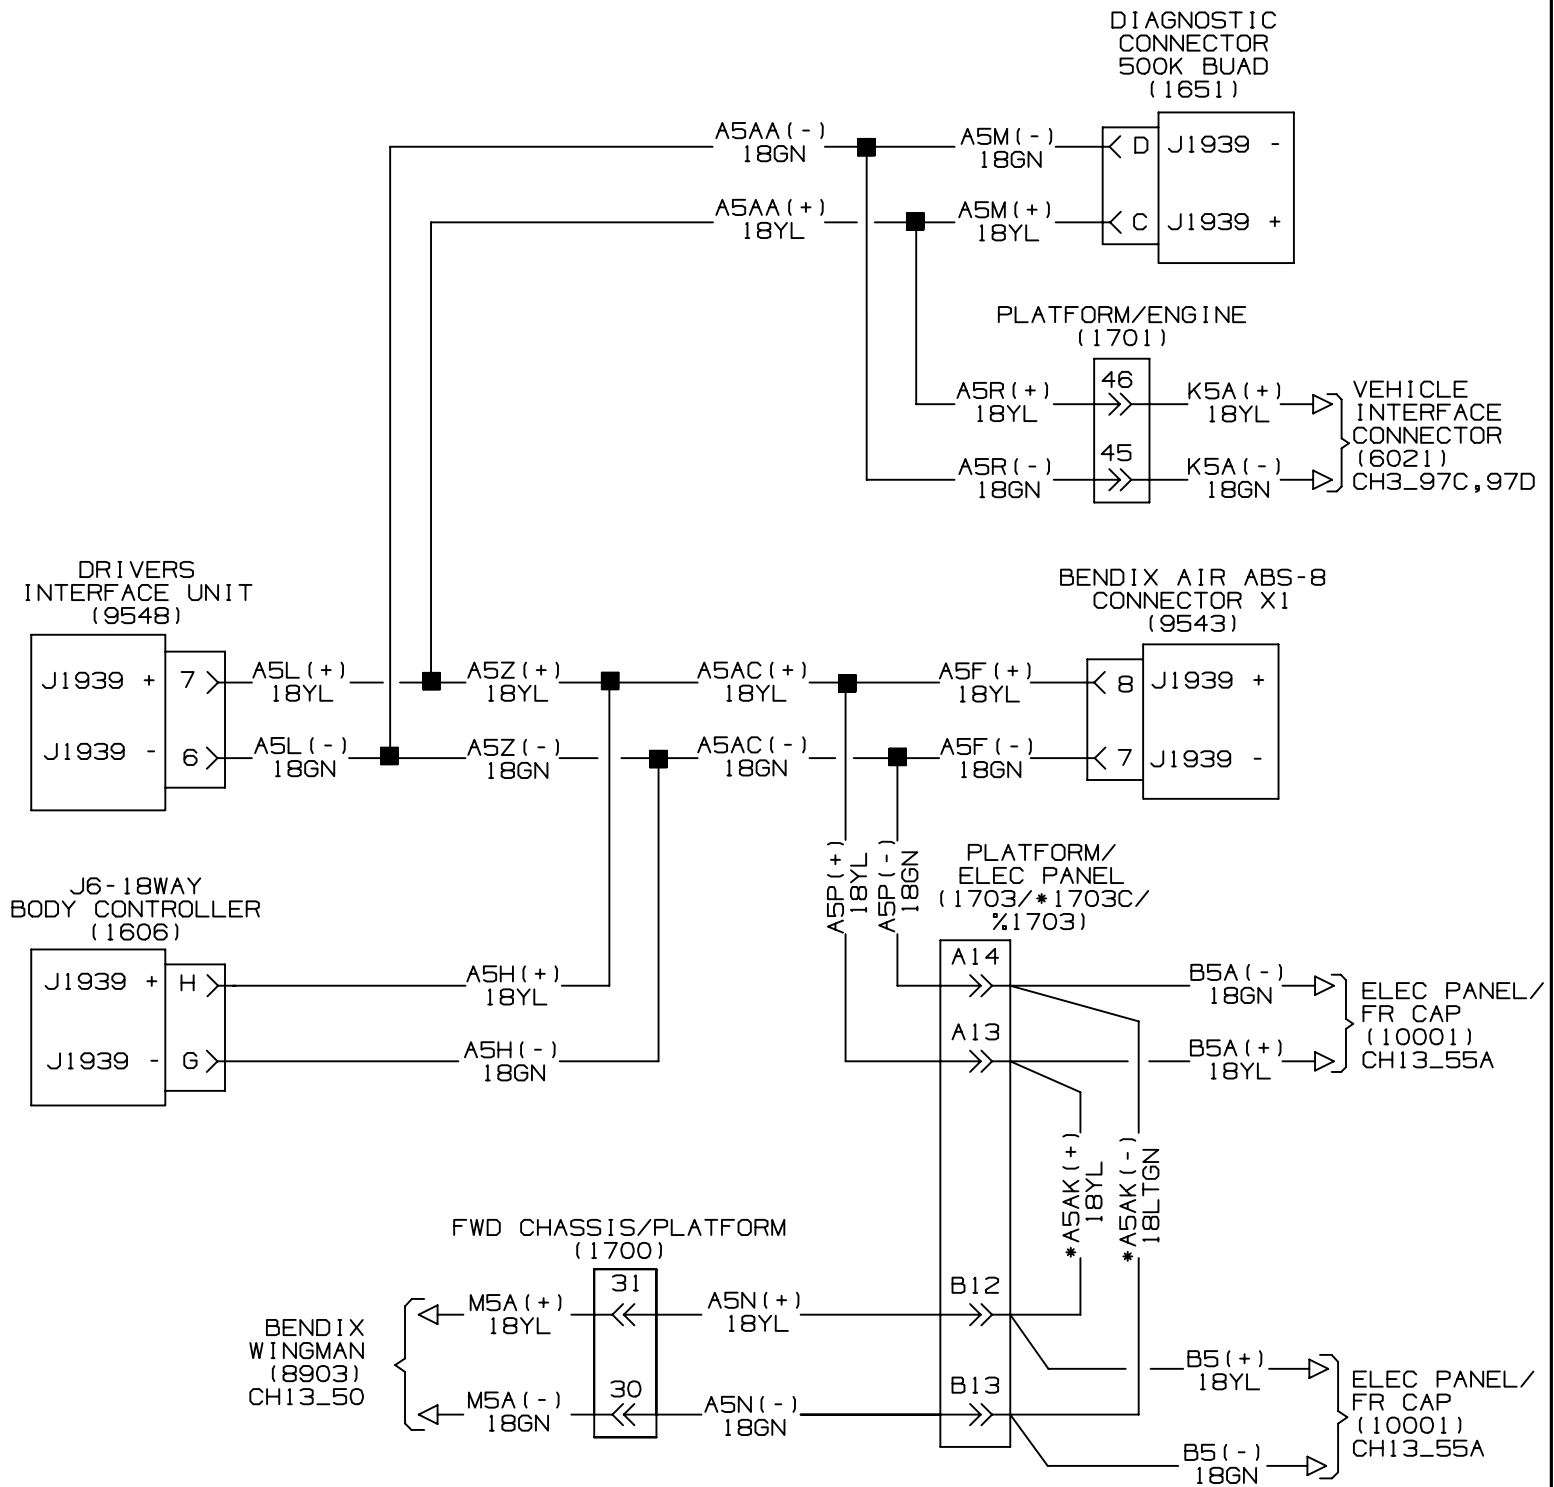 DIAGNOSTIC
CONNECTOR
500K BUAD
(1651)
A5AA(-)
18GN
A5M(-)
18GN
D
J1939 -
A5AA(+)
18YL
A5M(+)
18YL
C
J1939 +
PLATFORM/ENGINE
(1701)
A5R(+)
18YL
46
K5A(+)
18YL
A5R(-)
18GN
45
K5A(-)
18GN
VEHICLE
INTERFACE
CONNECTOR
(6021)
CH3_97C,97D
DRIVERS
INTERFACE UNIT
(9548)
J1939 +
7
A5L(+)
18YL
A5Z(+)
18YL
A5AC(+)
18YL
A5F(+)
18YL
J1939 -
6
A5L(-)
18GN
A5Z(-)
18GN
A5AC(-)
18GN
A5F(-)
18GN
BENDIX AIR ABS-8
CONNECTOR X1
(9543)
8
J1939 +
7
J1939 -
A5P(+)
18YL
A5P(-)
18GN
PLATFORM/
ELEC PANEL
(1703/*1703C/
%1703)
J6-18WAY
BODY CONTROLLER
(1606)
J1939 +
H
A5H(+)
18YL
J1939 -
G
A5H(-)
18GN
A14
B5A(-)
18GN
A13
B5A(+)
18YL
ELEC PANEL/
FR CAP
(10001)
CH13_55A
*A5AK(+)
18YL
*A5AK(-)
18LTGN
FWD CHASSIS/PLATFORM
(1700)
BENDIX
WINGMAN
(8903)
CH13_50
M5A(+)
18YL
31
A5N(+)
18YL
B12
M5A(-)
18GN
30
A5N(-)
18GN
B13
B5(+)
18YL
B5(-)
18GN
ELEC PANEL/
FR CAP
(10001)
CH13_55A